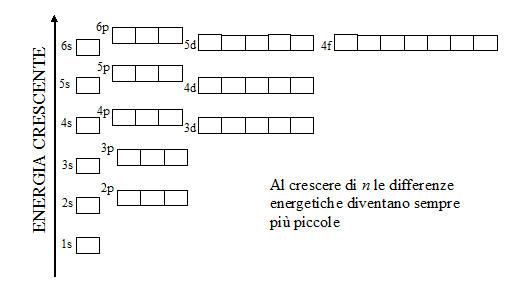 6p
6s
5d
4f
5p
5s
4d
4p
4s
3d
3p
3s
2p
2s
1s
ENERGIA CRESCENTE
Al crescere di n le differenze
energetiche diventano sempre
più piccole